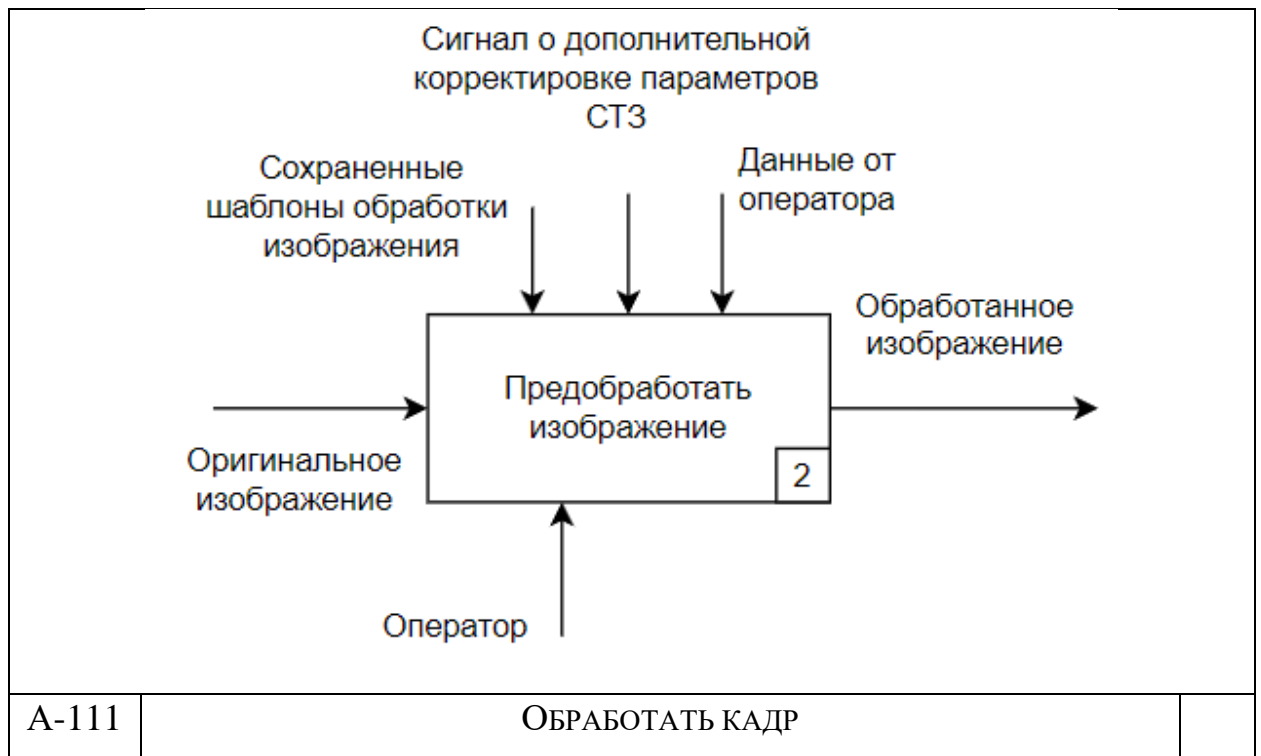 Сигнал о дополнительной
корректировке параметров
СТЗ
Сохраненные
шаблоны обработки
изображения
Данные от
оператора
Обработанное
изображение
Предобработать
изображение
2
Оригинальное
изображение
Оператор
А-111
ОБРАБОТАТЬ КАДР